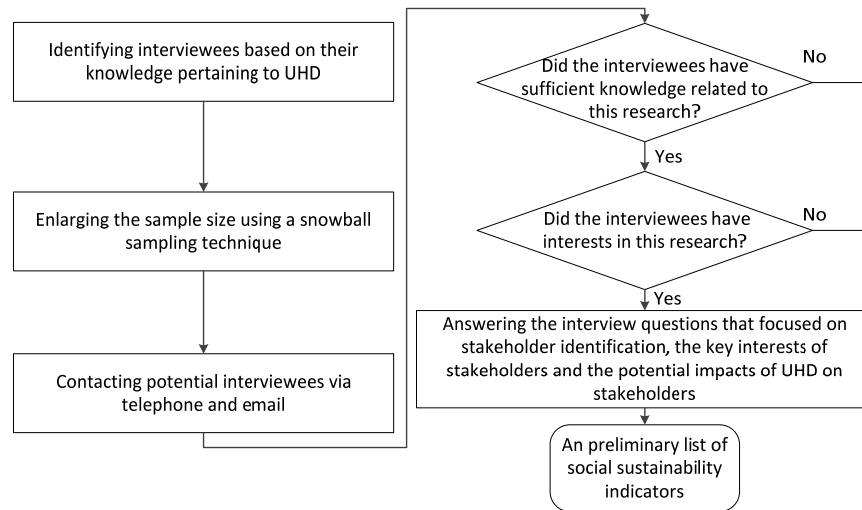 Identifying interviewees based on their
knowledge pertaining to UHD
Enlarging the sample size using a snowball
sampling technique
Contacting potential interviewees via
telephone and email
Did the interviewees have
sufficient knowledge related to
this research?
No
Yes
Did the interviewees have
interests in this research?
No
Yes
Answering the interview questions that focused on
stakeholder identification, the key interests of
stakeholders and the potential impacts of UHD on
stakeholders
An preliminary list of
social sustainability
indicators